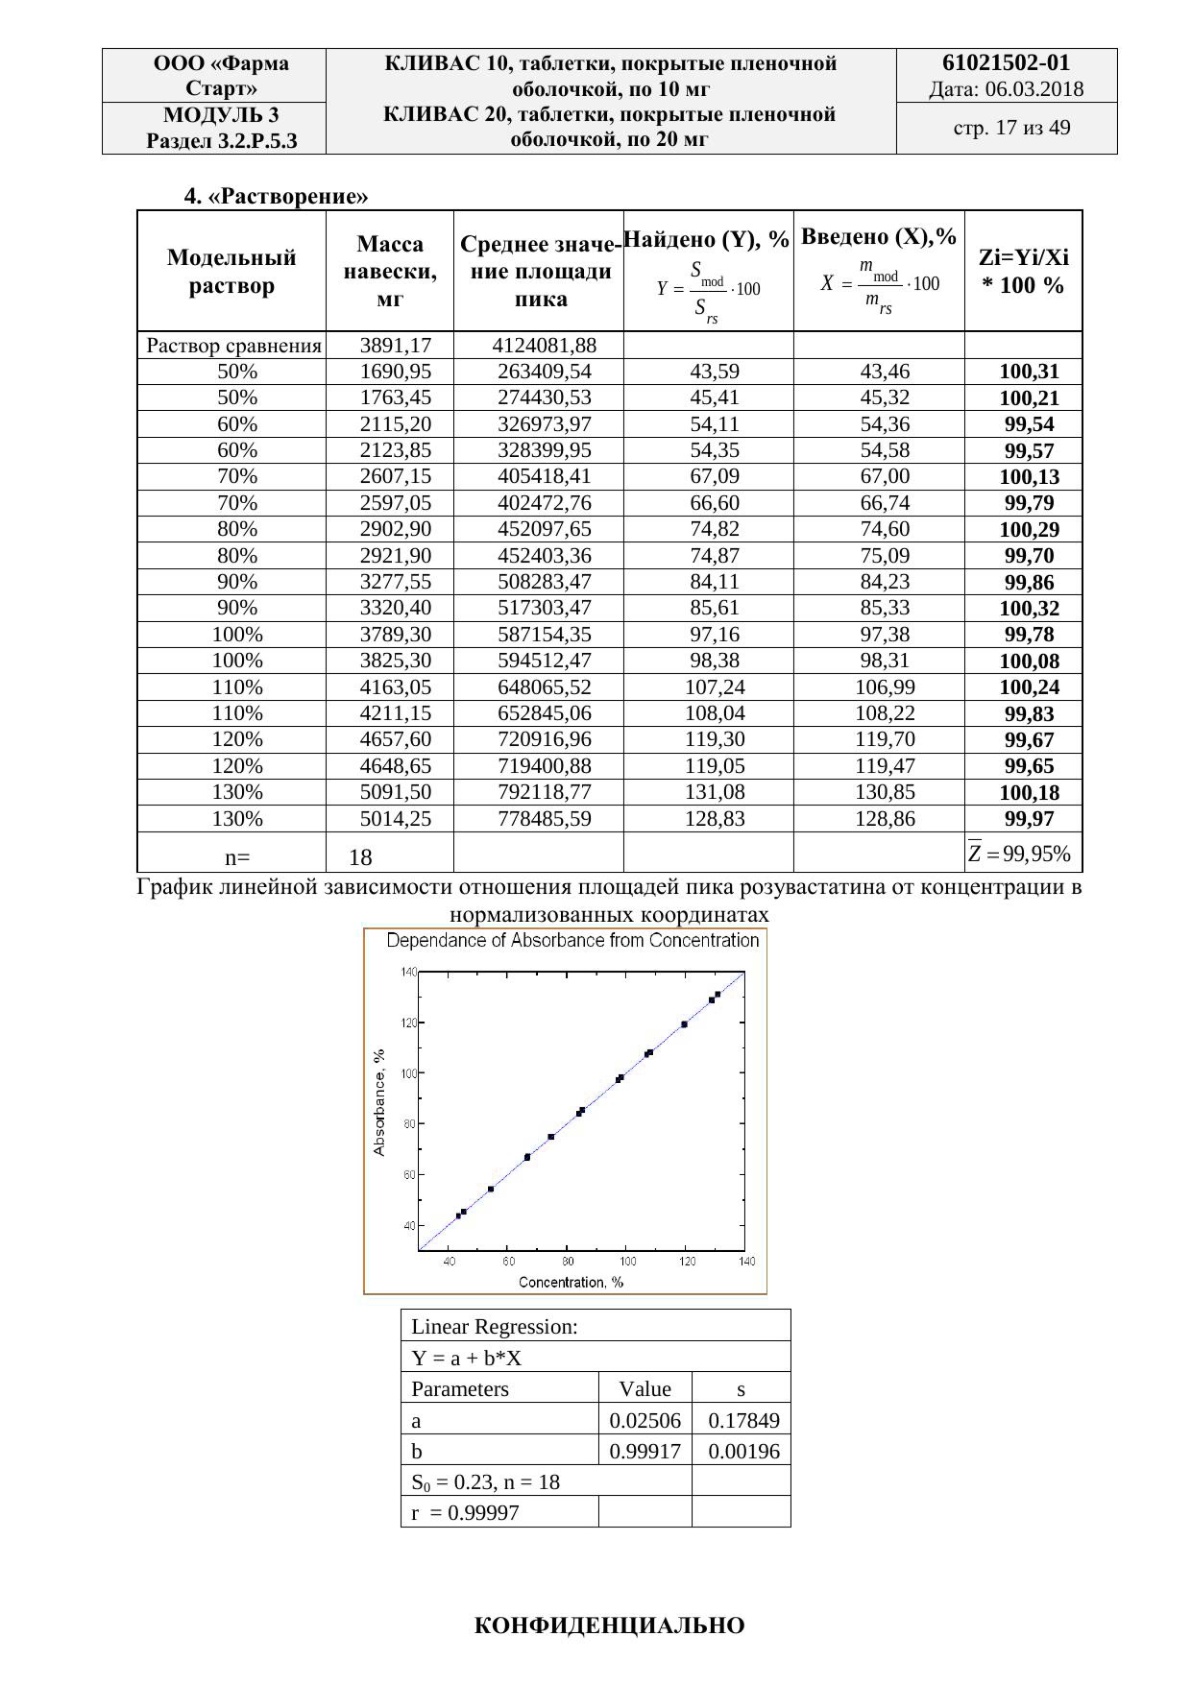 ООО «Фарма
Старт»
МОДУЛЬ 3
Раздел 3.2.Р.5.3
КЛИВАС 10, таблетки, покрытые пленочной
оболочкой, по 10 мг
КЛИВАС 20, таблетки, покрытые пленочной
оболочкой, по 20 мг
61021502-01
Дата: 06.03.2018
стр. 17 из 49
4. «Растворение»
Модельный раствор Масса навески, мг Среднее значе-ние площади пика Найдено (Y), % Y = S mod / S rs · 100 Введено (X),% X = m mod / m rs · 100 Zi=Yi/Xi * 100 %
Раствор сравнения 3891,17 4124081,88
50% 1690,95 263409,54 43,59 43,46 100,31
50% 1763,45 274430,53 45,41 45,32 100,21
60% 2115,20 326973,97 54,11 54,36 99,54
60% 2123,85 328399,95 54,35 54,58 99,57
70% 2607,15 405418,41 67,09 67,00 100,13
70% 2597,05 402472,76 66,60 66,74 99,79
80% 2902,90 452097,65 74,82 74,60 100,29
80% 2921,90 452403,36 74,87 75,09 99,70
90% 3277,55 508283,47 84,11 84,23 99,86
90% 3320,40 517303,47 85,61 85,33 100,32
100% 3789,30 587154,35 97,16 97,38 99,78
100% 3825,30 594512,47 98,38 98,31 100,08
110% 4163,05 648065,52 107,24 106,99 100,24
110% 4211,15 652845,06 108,04 108,22 99,83
120% 4657,60 720916,96 119,30 119,70 99,67
120% 4648,65 719400,88 119,05 119,47 99,65
130% 5091,50 792118,77 131,08 130,85 100,18
130% 5014,25 778485,59 128,83 128,86 99,97
n= 18 Z̅ = 99,95%
График линейной зависимости отношения площадей пика розувастатина от концентрации в
нормализованных координатах
Dependance of Absorbance from Concentration
140
120
100
80
60
40
Absorbance, %
40 60 80 100 120 140
Concentration, %
Linear Regression:
Y = a + b*X
Parameters Value s
a 0.02506 0.17849
b 0.99917 0.00196
S₀ = 0.23, n = 18
r = 0.99997
КОНФИДЕНЦИАЛЬНО